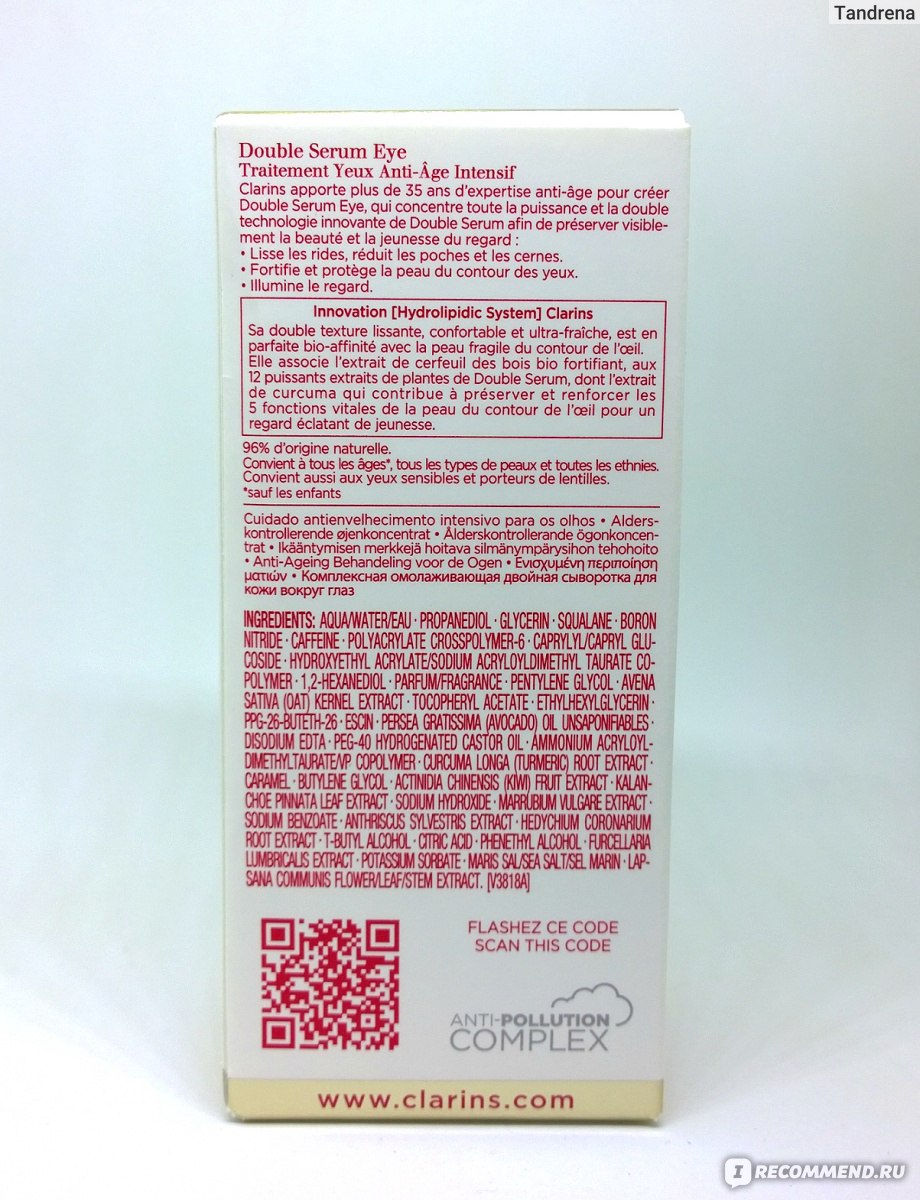 Tandrena
Double Serum Eye
Traitement Yeux Anti-Âge Intensif
Clarins apporte plus de 35 ans d'expertise anti-âge pour créer
Double Serum Eye, qui concentre toute la puissance et la double
technologie innovante de Double Serum afin de préserver visible-
ment la beauté et la jeunesse du regard :
• Lisse les rides, réduit les poches et les cernes.
• Fortifie et protège la peau du contour des yeux.
• Illumine le regard.
Innovation [Hydrolipidic System] Clarins
Sa double texture lissante, confortable et ultra-fraîche, est en
parfaite bio-affinité avec la peau fragile du contour de l'œil.
Elle associe l'extrait de cerfeuil des bois bio fortifiant, aux
12 puissants extraits de plantes de Double Serum, dont l'extrait
de curcuma qui contribue à préserver et renforcer les
5 fonctions vitales de la peau du contour de l'œil pour un
regard éclatant de jeunesse.
96% d'origine naturelle.
Convient à tous les âges*, tous les types de peaux et toutes les ethnies.
Convient aussi aux yeux sensibles et porteurs de lentilles.
*sauf les enfants
Cuidado antienvelhecimento intensivo para os olhos • Alders-
kontrollerende øjenkoncentrat • Ålderskontrollerande ögonkoncen-
trat • Ikääntymisen merkkejä hoitava silmänympärysihon tehohoito
• Anti-Ageing Behandeling voor de Ogen • Ενισχυμένη περιποίηση
ματιών • Комплексная омолаживающая двойная сыворотка для
кожи вокруг глаз
INGREDIENTS: AQUA/WATER/EAU · PROPANEDIOL · GLYCERIN · SQUALANE · BORON
NITRIDE · CAFFEINE · POLYACRYLATE CROSSPOLYMER-6 · CAPRYLYL/CAPRYL GLU-
COSIDE · HYDROXYETHYL ACRYLATE/SODIUM ACRYLOYLDIMETHYL TAURATE CO-
POLYMER · 1,2-HEXANEDIOL · PARFUM/FRAGRANCE · PENTYLENE GLYCOL · AVENA
SATIVA (OAT) KERNEL EXTRACT · TOCOPHERYL ACETATE · ETHYLHEXYLGLYCERIN ·
PPG-26-BUTETH-26 · ESCIN · PERSEA GRATISSIMA (AVOCADO) OIL UNSAPONIFIABLES ·
DISODIUM EDTA · PEG-40 HYDROGENATED CASTOR OIL · AMMONIUM ACRYLOYL-
DIMETHYLTAURATE/VP COPOLYMER · CURCUMA LONGA (TURMERIC) ROOT EXTRACT ·
CARAMEL · BUTYLENE GLYCOL · ACTINIDIA CHINENSIS (KIWI) FRUIT EXTRACT · KALAN-
CHOE PINNATA LEAF EXTRACT · SODIUM HYDROXIDE · MARRUBIUM VULGARE EXTRACT ·
SODIUM BENZOATE · ANTHRISCUS SYLVESTRIS EXTRACT · HEDYCHIUM CORONARIUM
ROOT EXTRACT · T-BUTYL ALCOHOL · CITRIC ACID · PHENETHYL ALCOHOL · FURCELLARIA
LUMBRICALIS EXTRACT · POTASSIUM SORBATE · MARIS SAL/SEA SALT/SEL MARIN · LAP-
SANA COMMUNIS FLOWER/LEAF/STEM EXTRACT. [V3818A]
FLASHEZ CE CODE
SCAN THIS CODE
ANTI-POLLUTION
COMPLEX
www.clarins.com
I RECOMMEND.RU